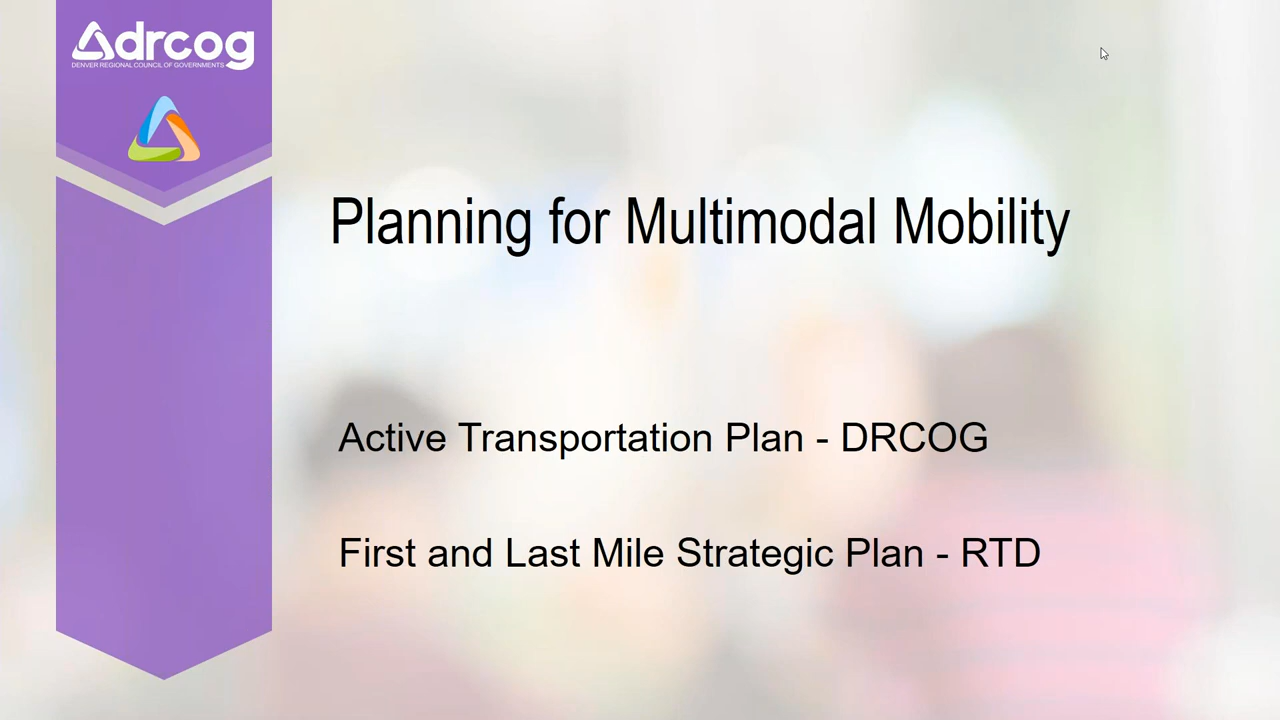 drcog
DENVER REGIONAL COUNCIL OF GOVERNMENTS
Planning for Multimodal Mobility
Active Transportation Plan - DRCOG
First and Last Mile Strategic Plan - RTD